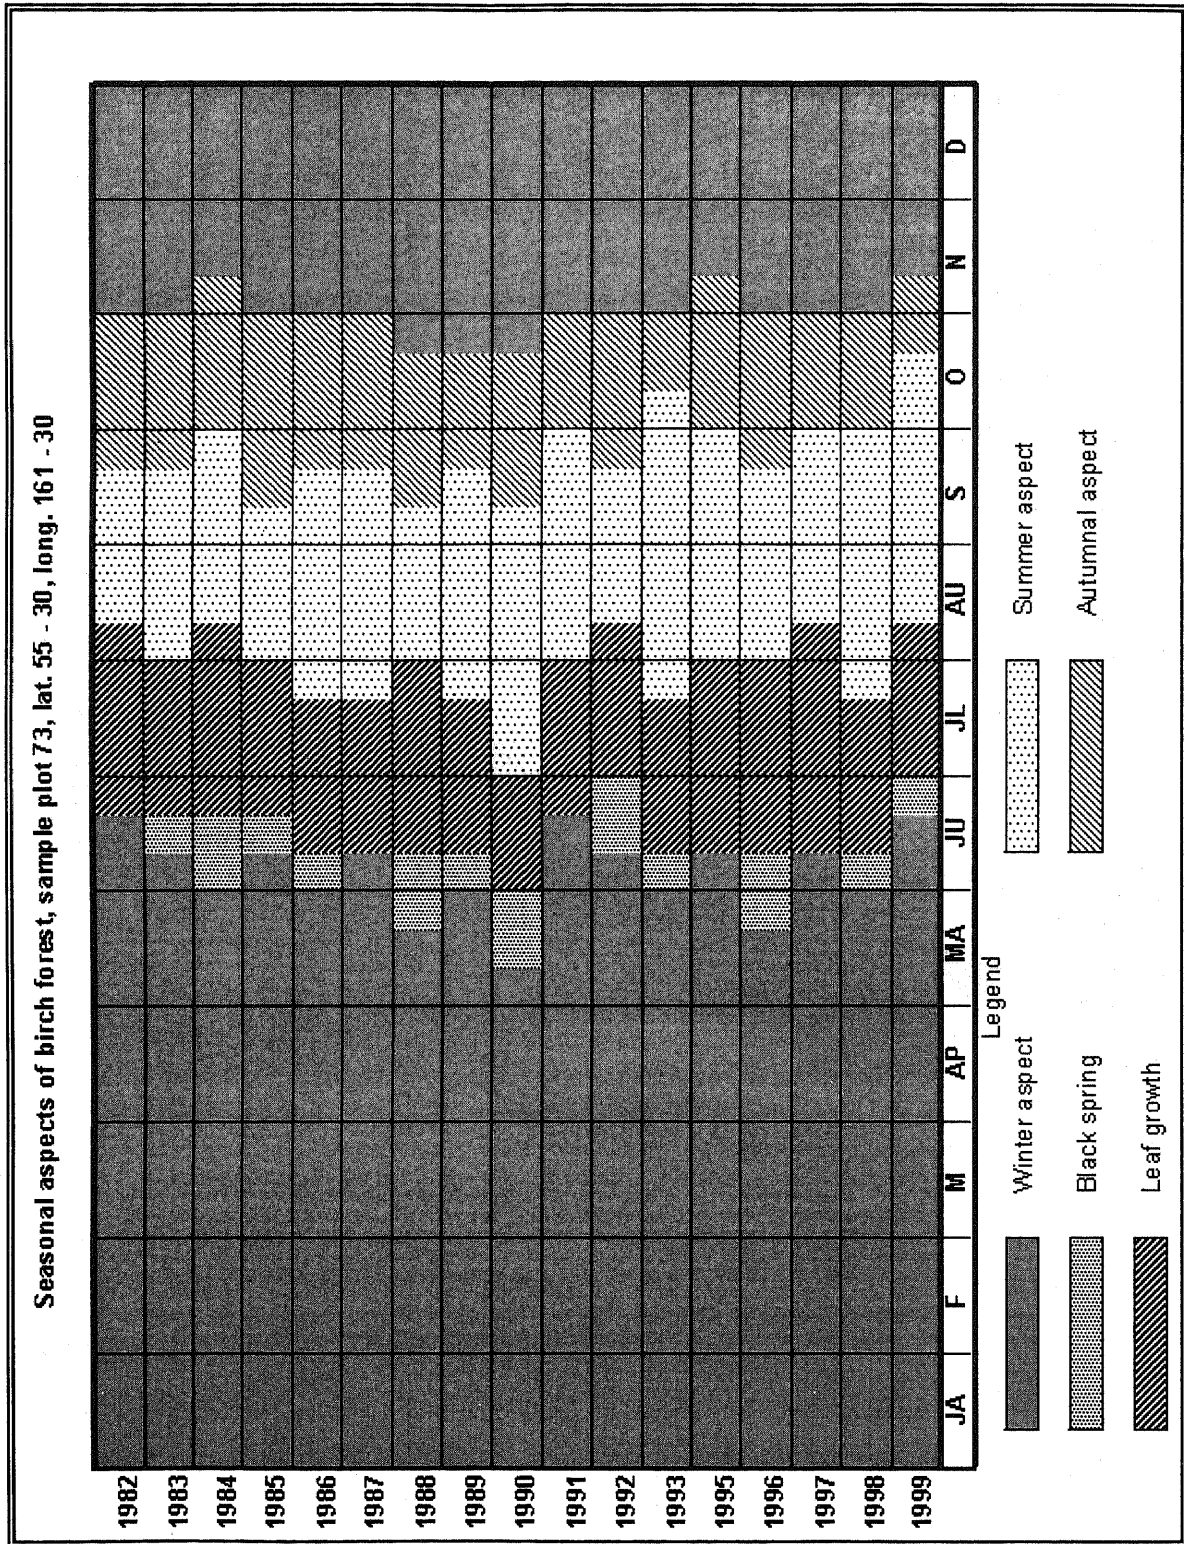 Seasonal aspects of birch forest, sample plot 73, lat. 55 - 30, long. 161 - 30
1982
1983
1984
1985
1986
1987
1988
1989
1990
1991
1992
1993
1995
1996
1997
1998
1999
JA F M AP MA JU JL AU S O N D
Legend
Winter aspect
Summer aspect
Black spring
Autumnal aspect
Leaf growth